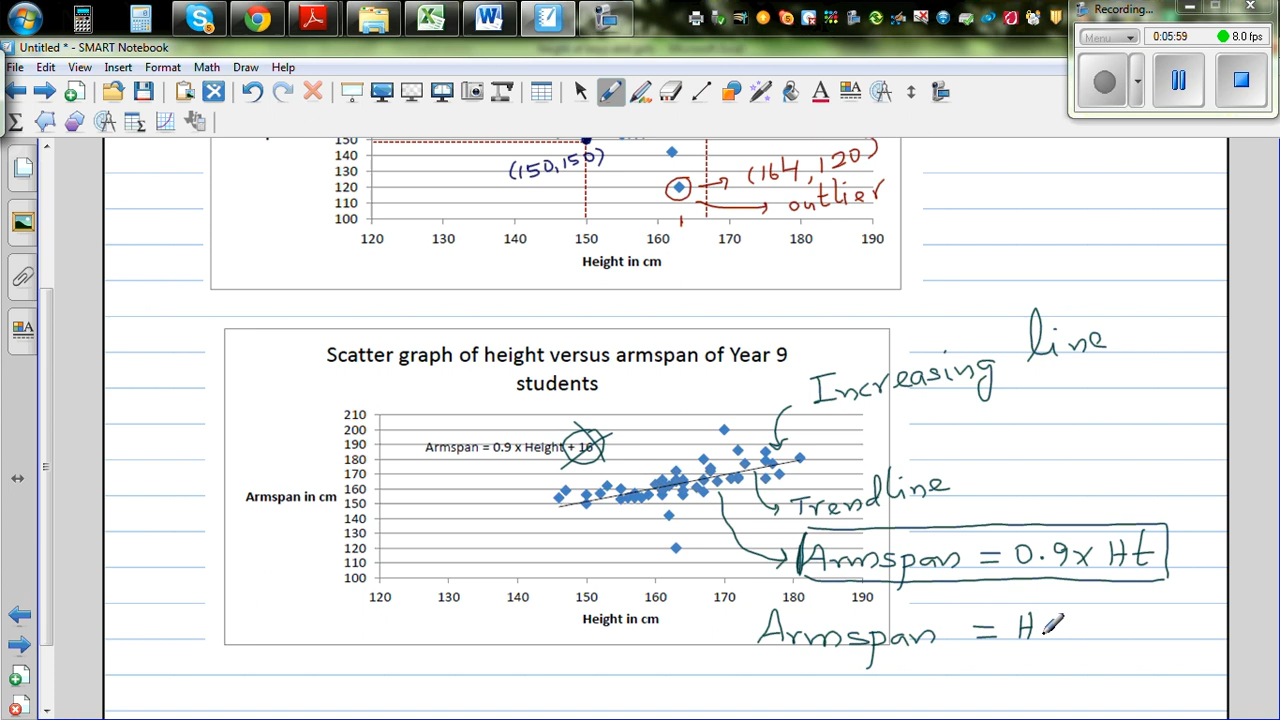 Recording...
Untitled * - SMART Notebook
Menu
0:05:59
8.0 fps
File Edit View Insert Format Math Draw Help
150
140
130
120
110
100
(150,150)
(164,120)
outlier
120 130 140 150 160 170 180 190
Height in cm
Scatter graph of height versus armspan of Year 9
students
Increasing line
210
200
190
180
170
160
150
140
130
120
110
100
Armspan = 0.9 x Height + 16
Armspan in cm
Trendline
Armspan = 0.9x Ht
120 130 140 150 160 170 180 190
Height in cm
Armspan = H